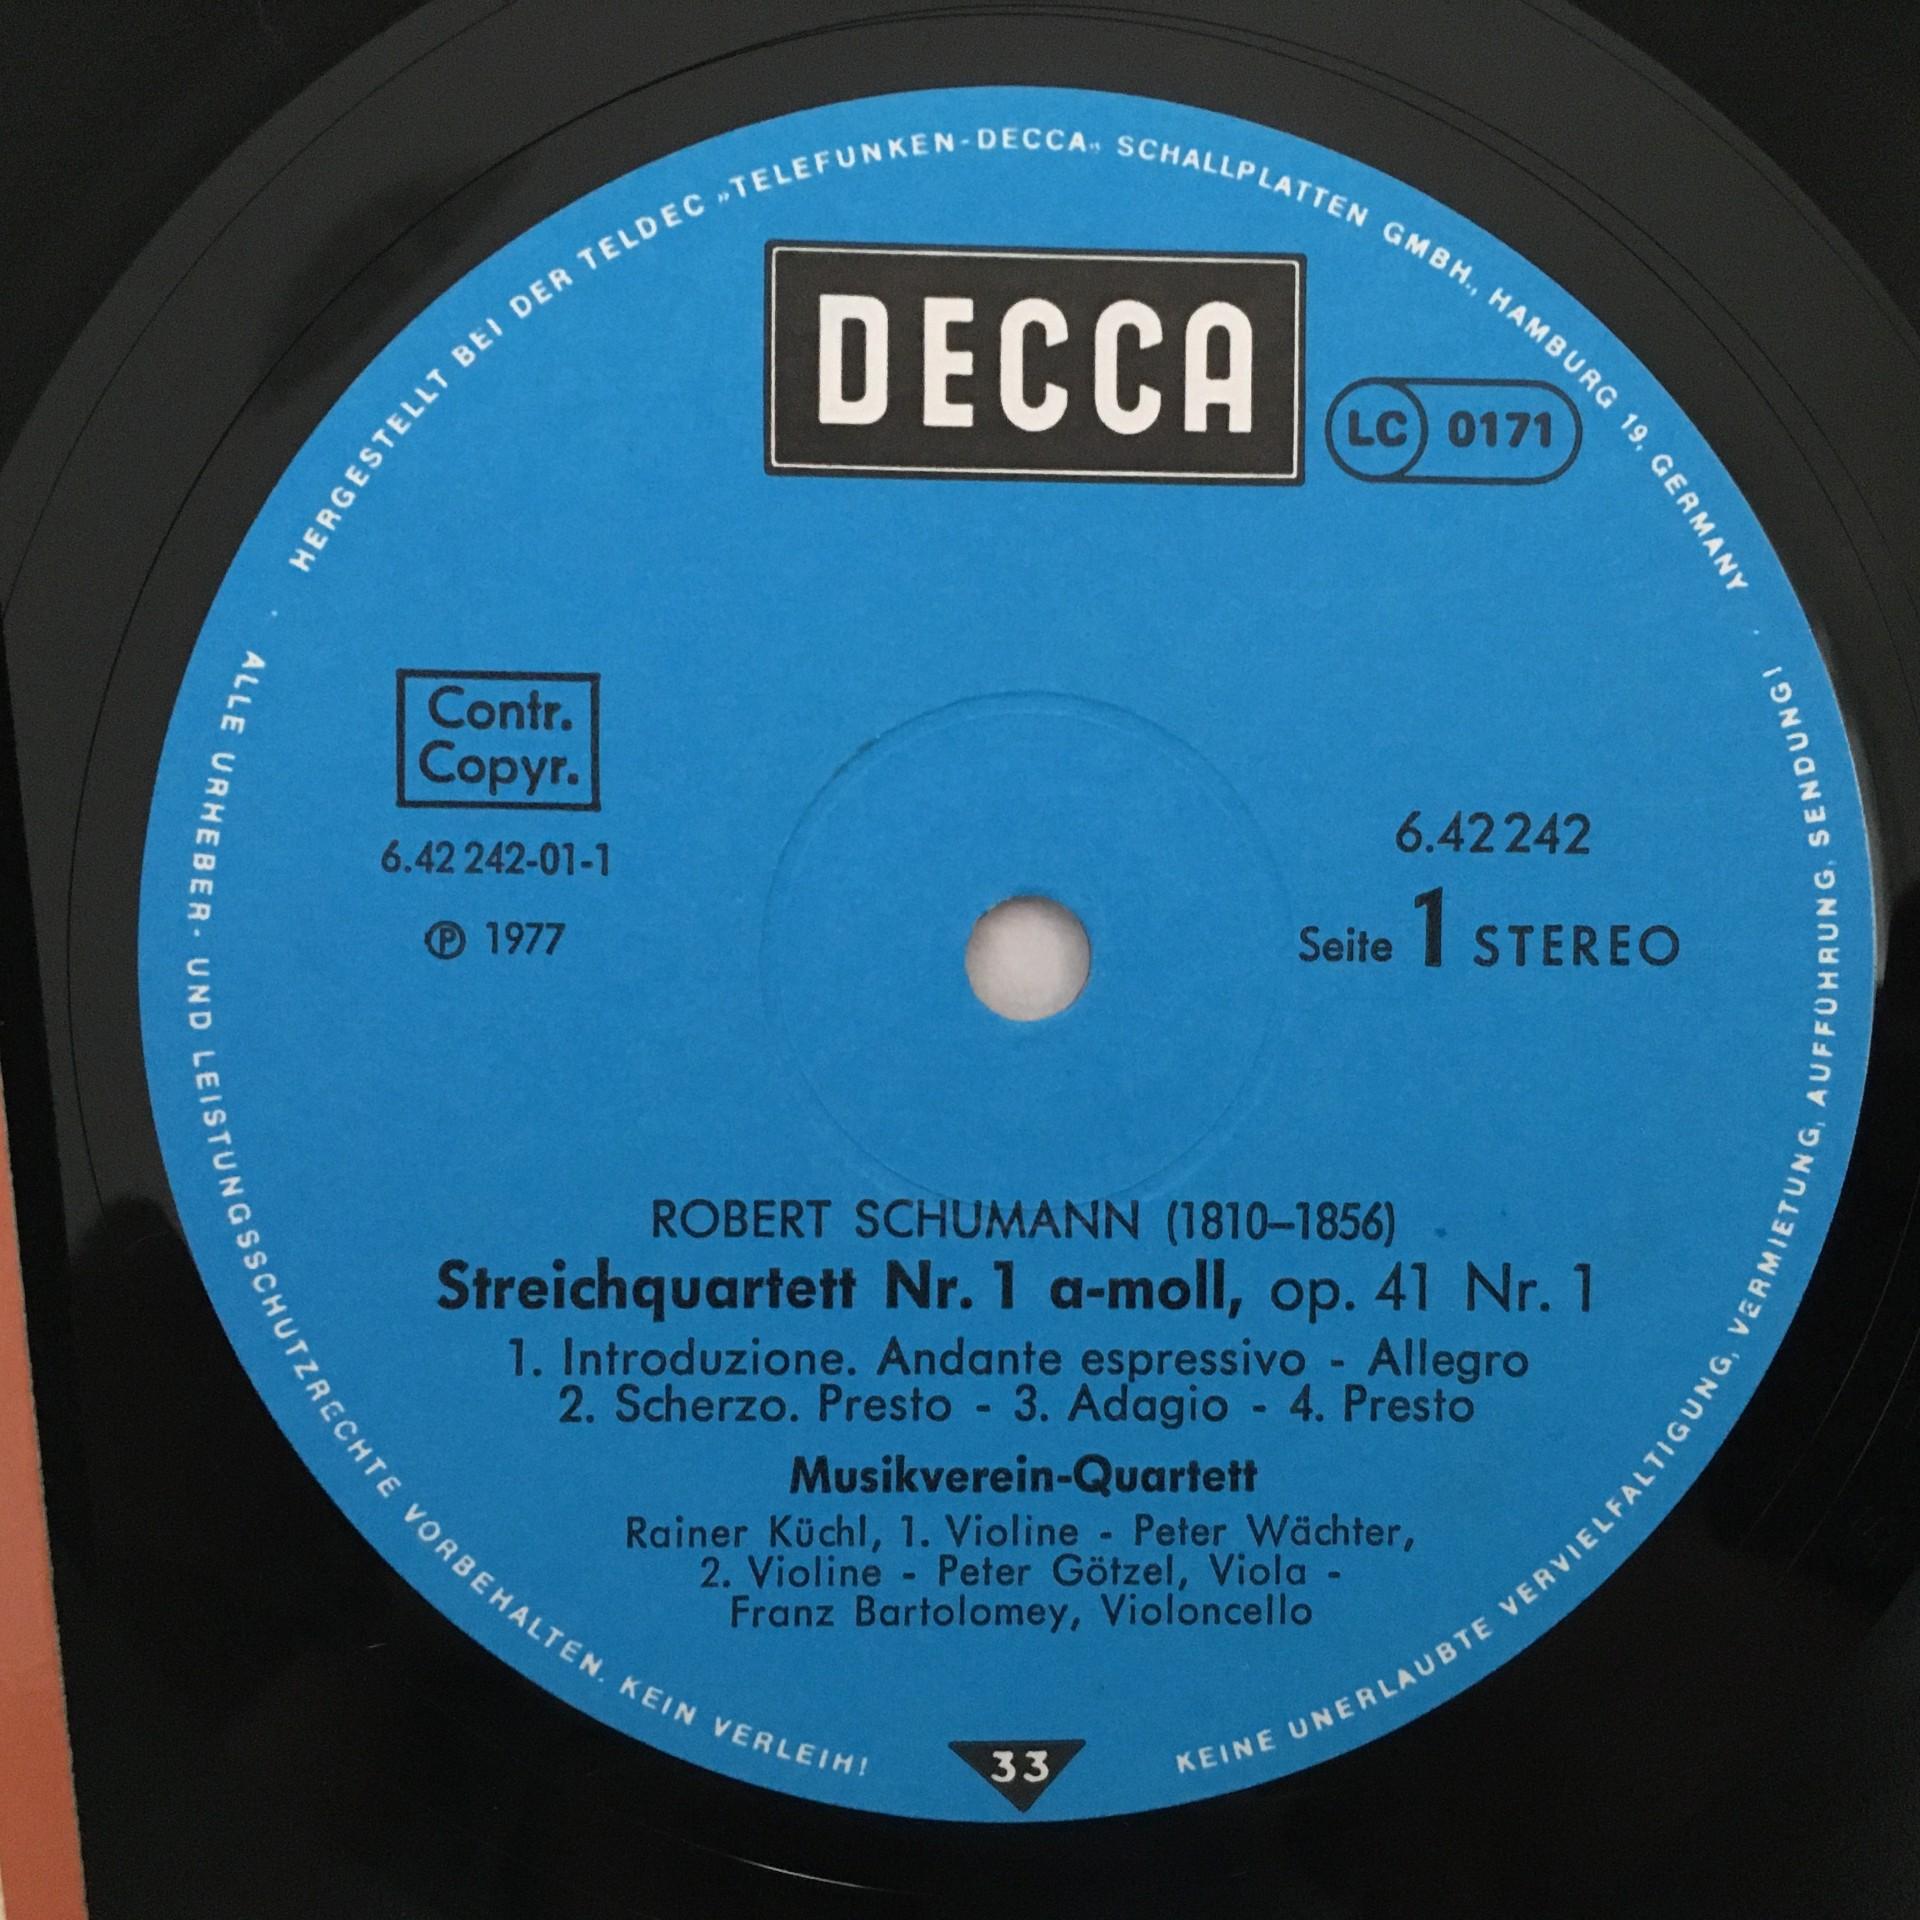 HERGESTELLT BEI DER TELDEC »TELEFUNKEN-DECCA« SCHALLPLATTEN GMBH., HAMBURG 19, GERMANY ·
DECCA
LC 0171
Contr.
Copyr.
6.42 242-01-1
℗ 1977
6.42 242
Seite 1 STEREO
ROBERT SCHUMANN (1810–1856)
Streichquartett Nr. 1 a-moll, op. 41 Nr. 1
1. Introduzione. Andante espressivo - Allegro
2. Scherzo. Presto - 3. Adagio - 4. Presto
Musikverein-Quartett
Rainer Küchl, 1. Violine - Peter Wächter,
2. Violine - Peter Götzel, Viola -
Franz Bartolomey, Violoncello
33
· ALLE URHEBER- UND LEISTUNGSSCHUTZRECHTE VORBEHALTEN. KEIN VERLEIH!
KEINE UNERLAUBTE VERVIELFÄLTIGUNG, VERMIETUNG, AUFFÜHRUNG, SENDUNG!